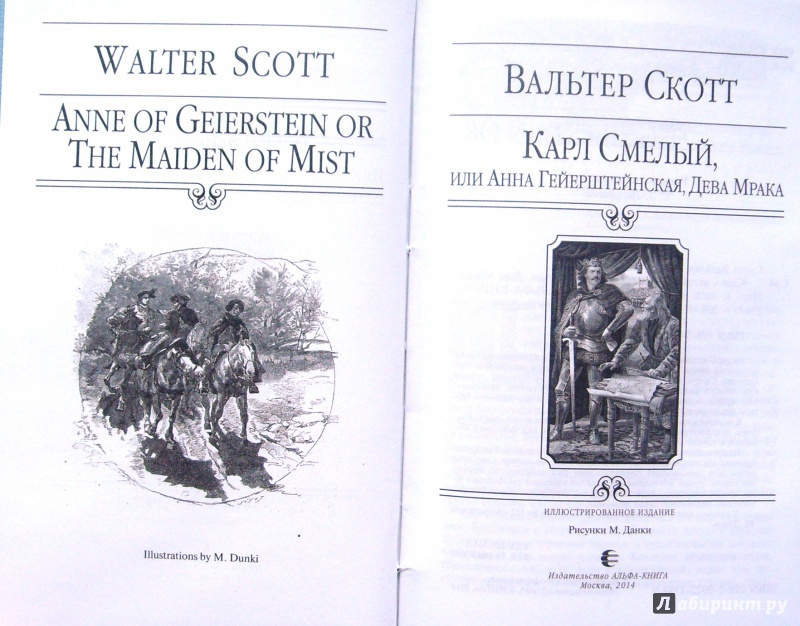 WALTER SCOTT
ANNE OF GEIERSTEIN OR
THE MAIDEN OF MIST
Illustrations by M. Dunki
ВАЛЬТЕР СКОТТ
КАРЛ СМЕЛЫЙ,
ИЛИ АННА ГЕЙЕРШТЕЙНСКАЯ, ДЕВА МРАКА
ИЛЛЮСТРИРОВАННОЕ ИЗДАНИЕ
Рисунки М. Данки
Издательство АЛЬФА-КНИГА
Москва, 2014
Лабиринт.ру